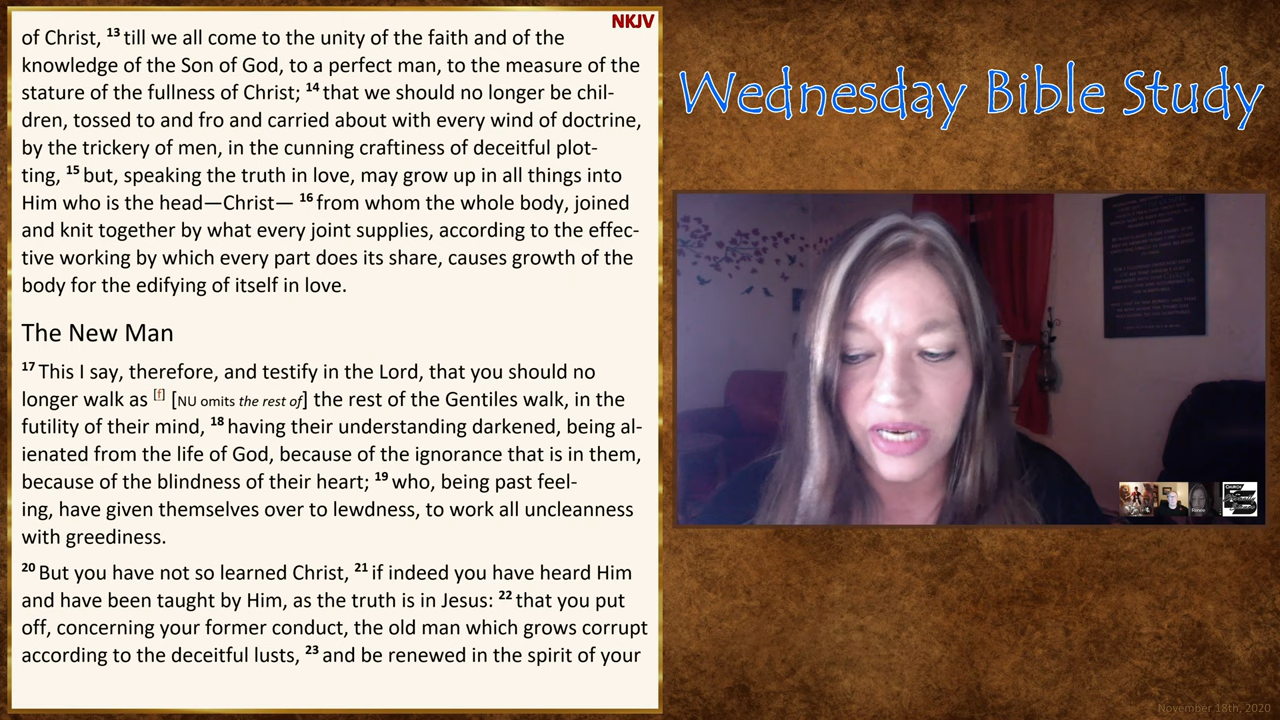 NKJV
of Christ, 13 till we all come to the unity of the faith and of the
knowledge of the Son of God, to a perfect man, to the measure of the
stature of the fullness of Christ; 14 that we should no longer be chil-
dren, tossed to and fro and carried about with every wind of doctrine,
by the trickery of men, in the cunning craftiness of deceitful plot-
ting, 15 but, speaking the truth in love, may grow up in all things into
Him who is the head—Christ— 16 from whom the whole body, joined
and knit together by what every joint supplies, according to the effec-
tive working by which every part does its share, causes growth of the
body for the edifying of itself in love.
The New Man
17 This I say, therefore, and testify in the Lord, that you should no
longer walk as [f] [NU omits the rest of] the rest of the Gentiles walk, in the
futility of their mind, 18 having their understanding darkened, being al-
ienated from the life of God, because of the ignorance that is in them,
because of the blindness of their heart; 19 who, being past feel-
ing, have given themselves over to lewdness, to work all uncleanness
with greediness.
20 But you have not so learned Christ, 21 if indeed you have heard Him
and have been taught by Him, as the truth is in Jesus: 22 that you put
off, concerning your former conduct, the old man which grows corrupt
according to the deceitful lusts, 23 and be renewed in the spirit of your
Wednesday Bible Study
Church
November 18th, 2020